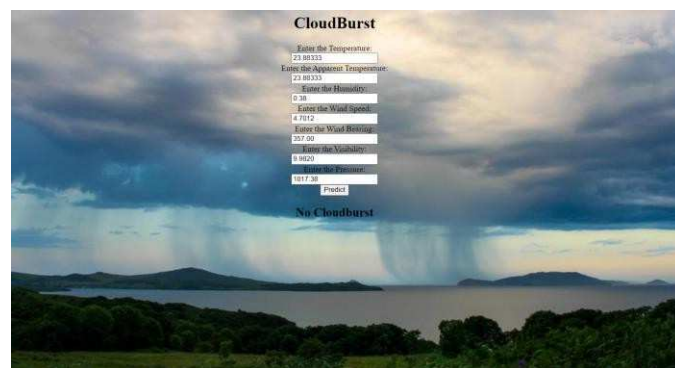 CloudBurst
Enter the Temperature:
23.88333
Enter the Apparent Temperature:
23.88333
Enter the Humidity:
0.38
Enter the Wind Speed:
4.7012
Enter the Wind Bearing:
357.00
Enter the Visibility:
9.9820
Enter the Pressure:
1017.38
Predict
No Cloudburst